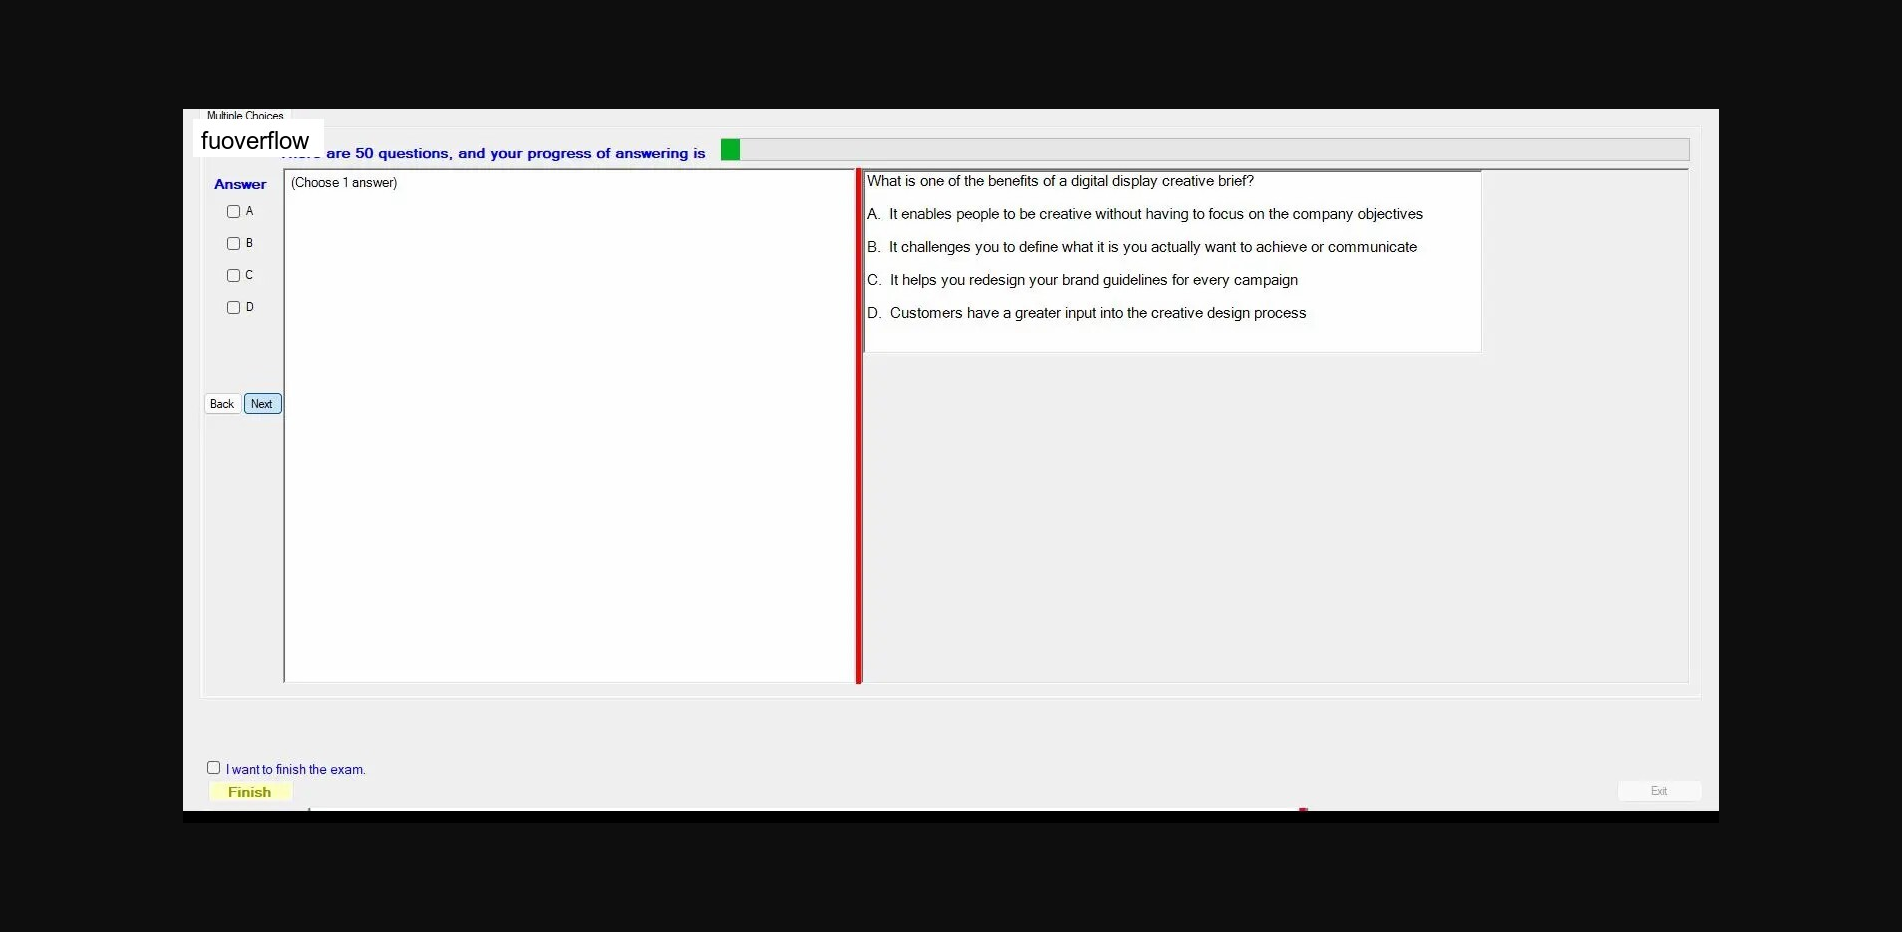 Multiple Choices
fuoverflow
are 50 questions, and your progress of answering is
Answer
A
B
C
D
Back Next
(Choose 1 answer)
What is one of the benefits of a digital display creative brief?
A. It enables people to be creative without having to focus on the company objectives
B. It challenges you to define what it is you actually want to achieve or communicate
C. It helps you redesign your brand guidelines for every campaign
D. Customers have a greater input into the creative design process
I want to finish the exam.
Finish
Exit